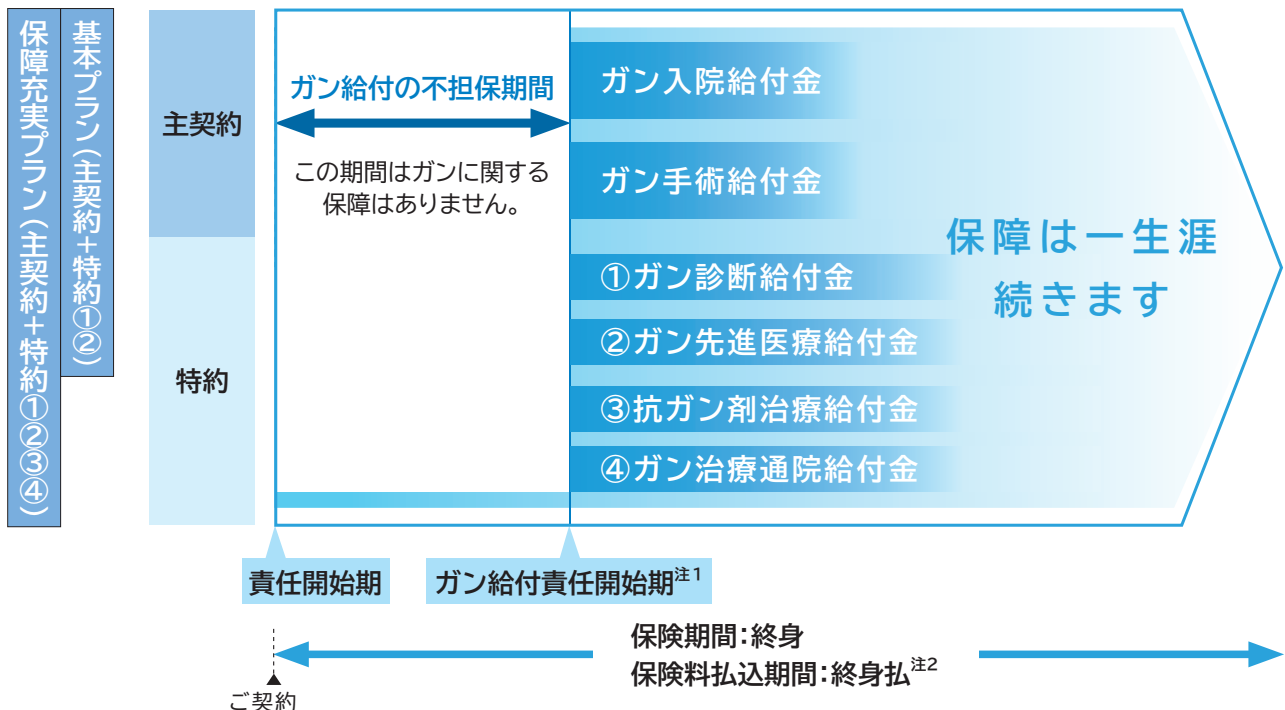 保障充実プラン(主契約＋特約①②③④)
基本プラン(主契約＋特約①②)
主契約
特約
ガン給付の不担保期間
この期間はガンに関する
保障はありません。
ガン入院給付金
ガン手術給付金
①ガン診断給付金
②ガン先進医療給付金
③抗ガン剤治療給付金
④ガン治療通院給付金
保障は一生涯
続きます
責任開始期
ガン給付責任開始期注1
保険期間：終身
保険料払込期間：終身払注2
ご契約